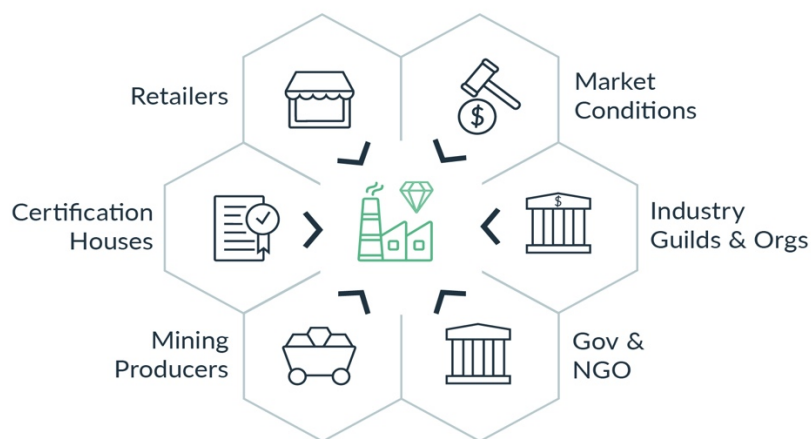 Retailers
Market
Conditions
$
Certification
Houses
$
Industry
Guilds & Orgs
Mining
Producers
Gov &
NGO